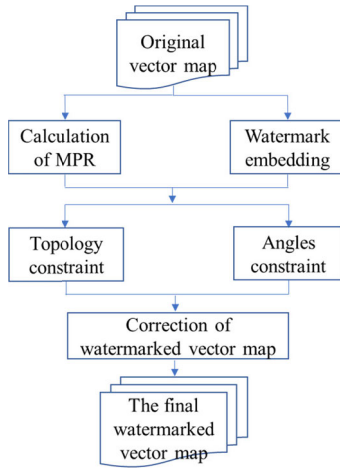 Original
vector map
Calculation
of MPR
Watermark
embedding
Topology
constraint
Angles
constraint
Correction of
watermarked vector map
The final
watermarked
vector map